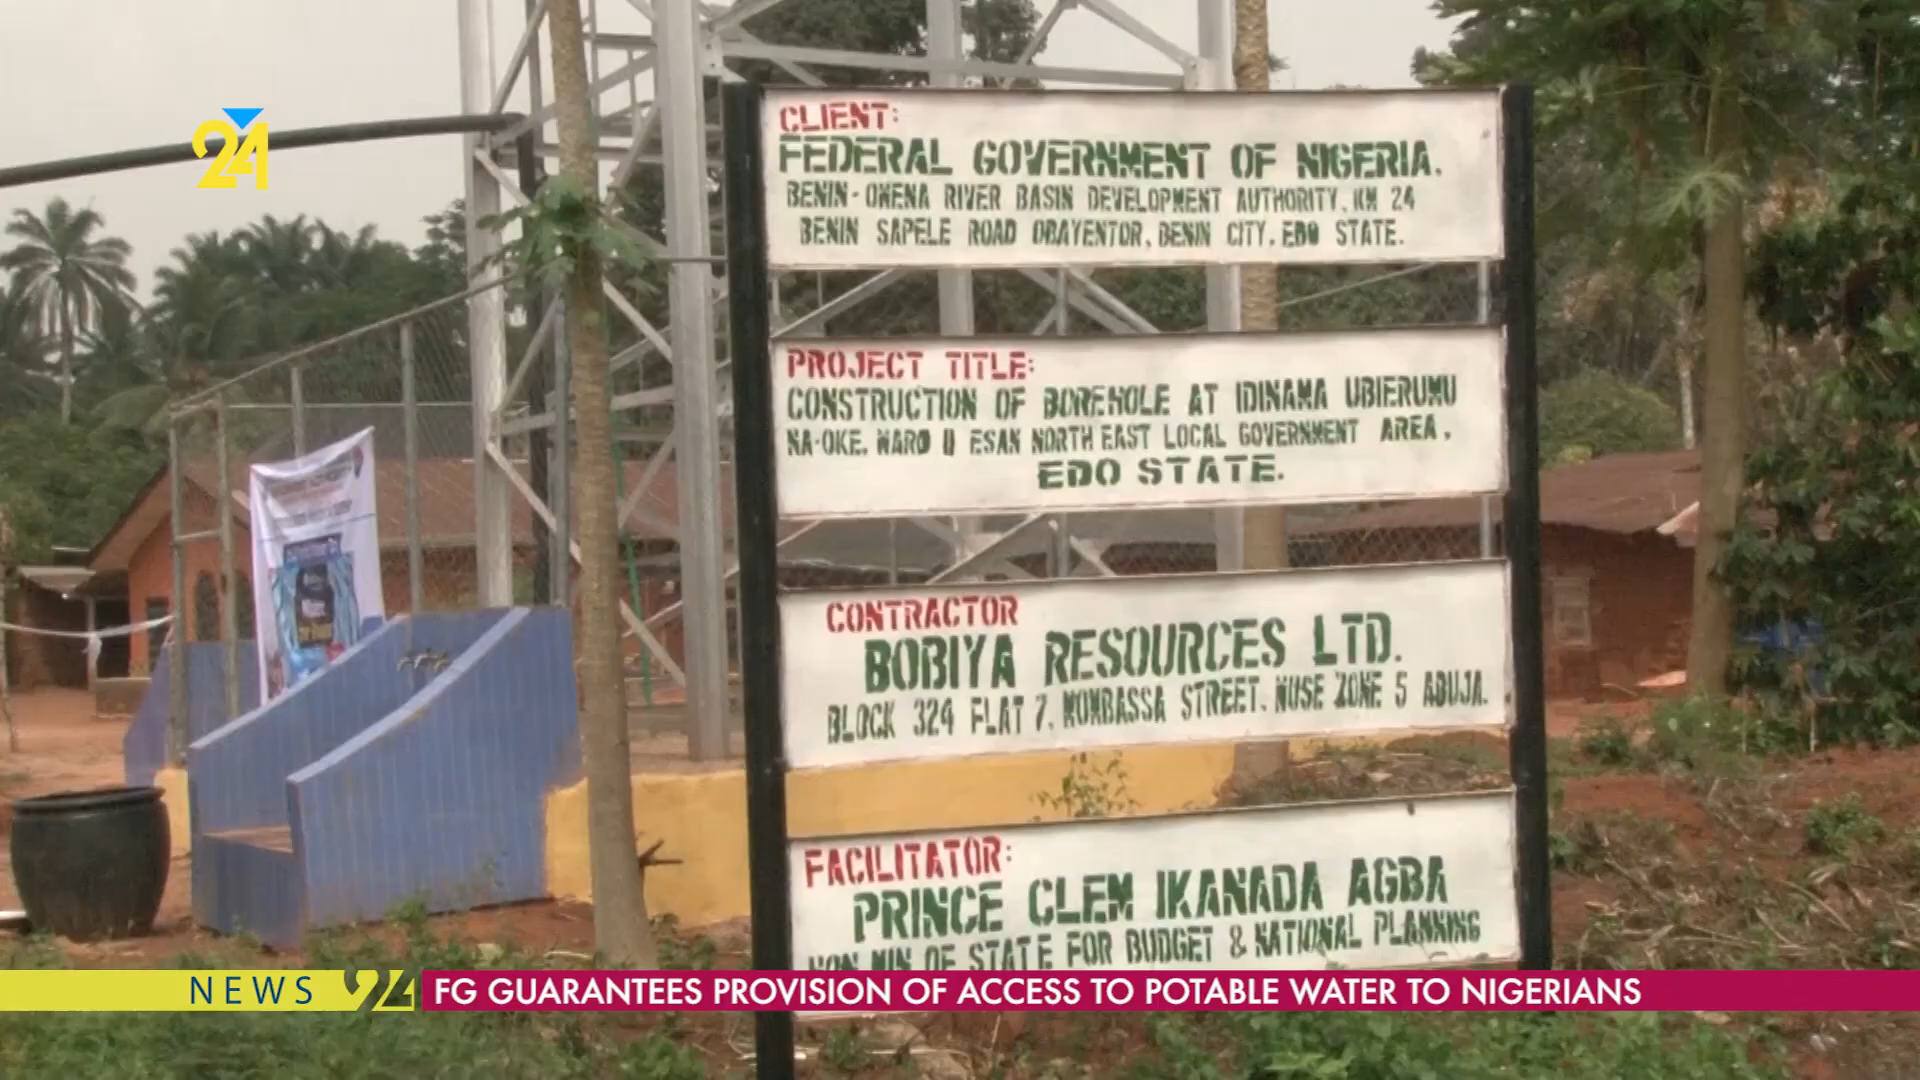 24
CLIENT:
FEDERAL GOVERNMENT OF NIGERIA.
BENIN-OWENA RIVER BASIN DEVELOPMENT AUTHORITY, KM 24
BENIN SAPELE ROAD OBAYENTOR, BENIN CITY, EDO STATE.
PROJECT TITLE:
CONSTRUCTION OF BOREHOLE AT IDINAMA UBIERUMU
NA-OKE, WARD II ESAN NORTH EAST LOCAL GOVERNMENT AREA,
EDO STATE.
CONTRACTOR
BOBIYA RESOURCES LTD.
BLOCK 324 FLAT 7, MOMBASSA STREET, WUSE ZONE 5 ABUJA.
FACILITATOR:
PRINCE CLEM IKANADA AGBA
HON MIN OF STATE FOR BUDGET & NATIONAL PLANNING
NEWS 24 FG GUARANTEES PROVISION OF ACCESS TO POTABLE WATER TO NIGERIANS